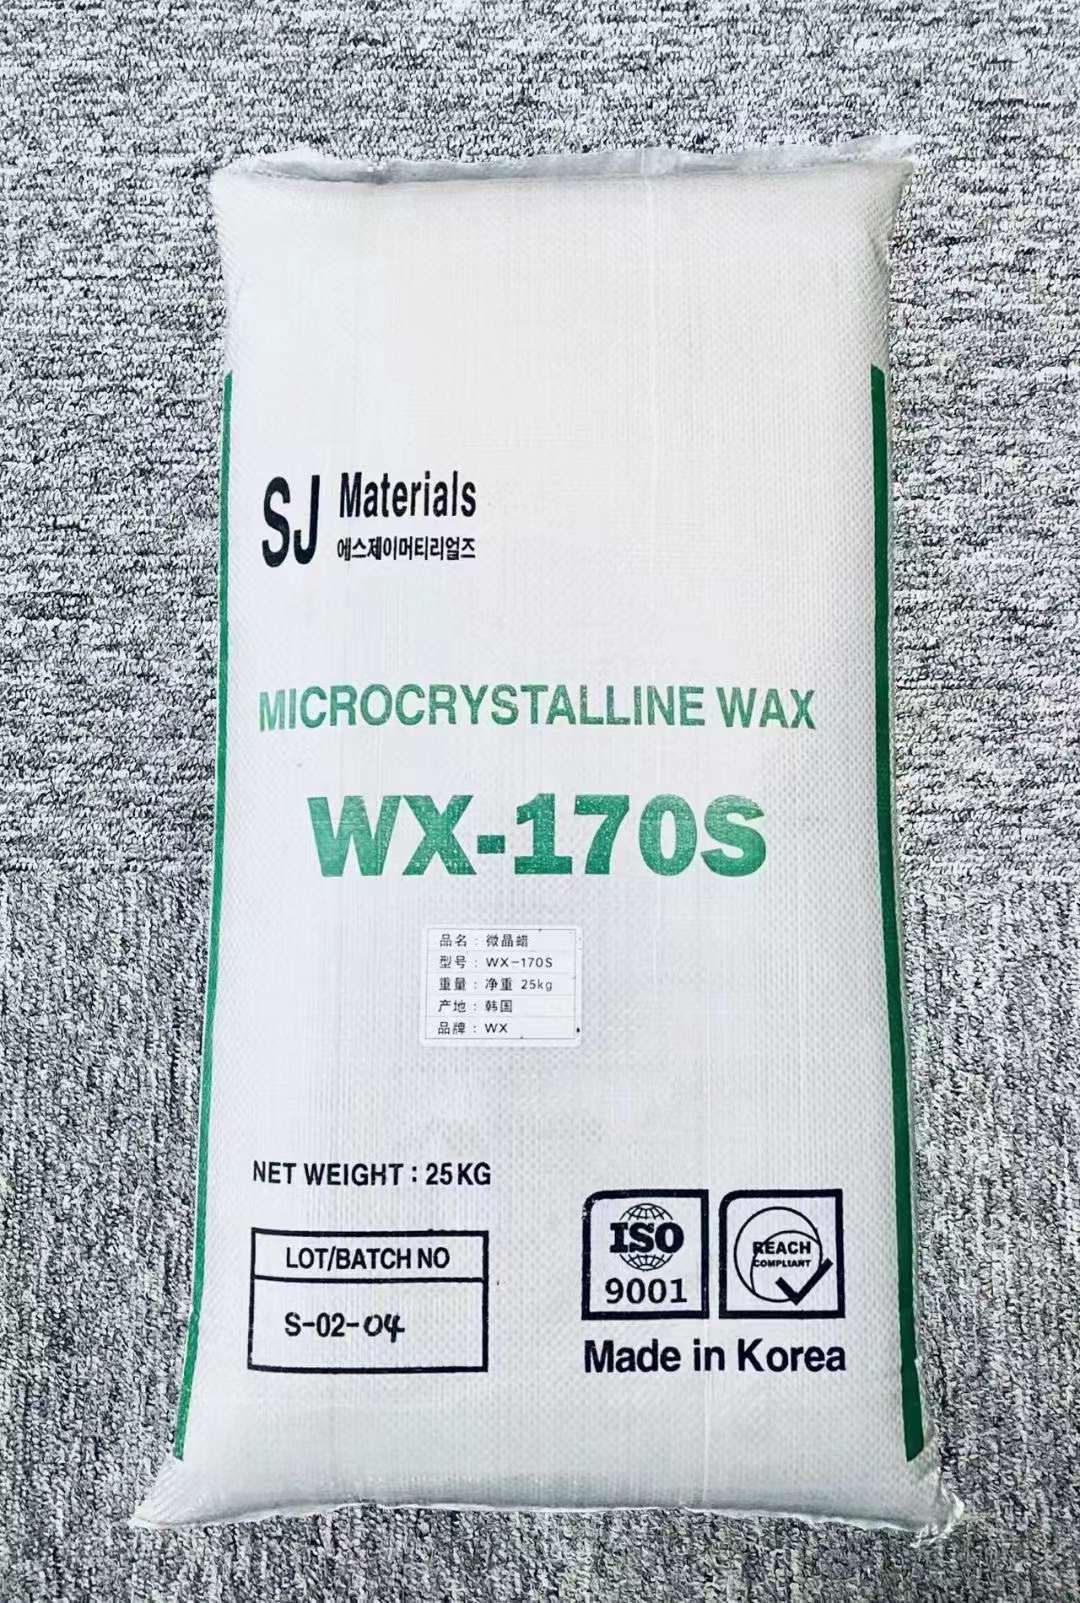 SJ Materials
에스제이머티리얼즈
MICROCRYSTALLINE WAX
WX-170S
品名：微晶蜡
型号：WX-170S
重量：净重 25kg
产地：韩国
品牌：WX
NET WEIGHT : 25KG
LOT/BATCH NO
S-02-04
ISO
9001
REACH
COMPLIANT
Made in Korea